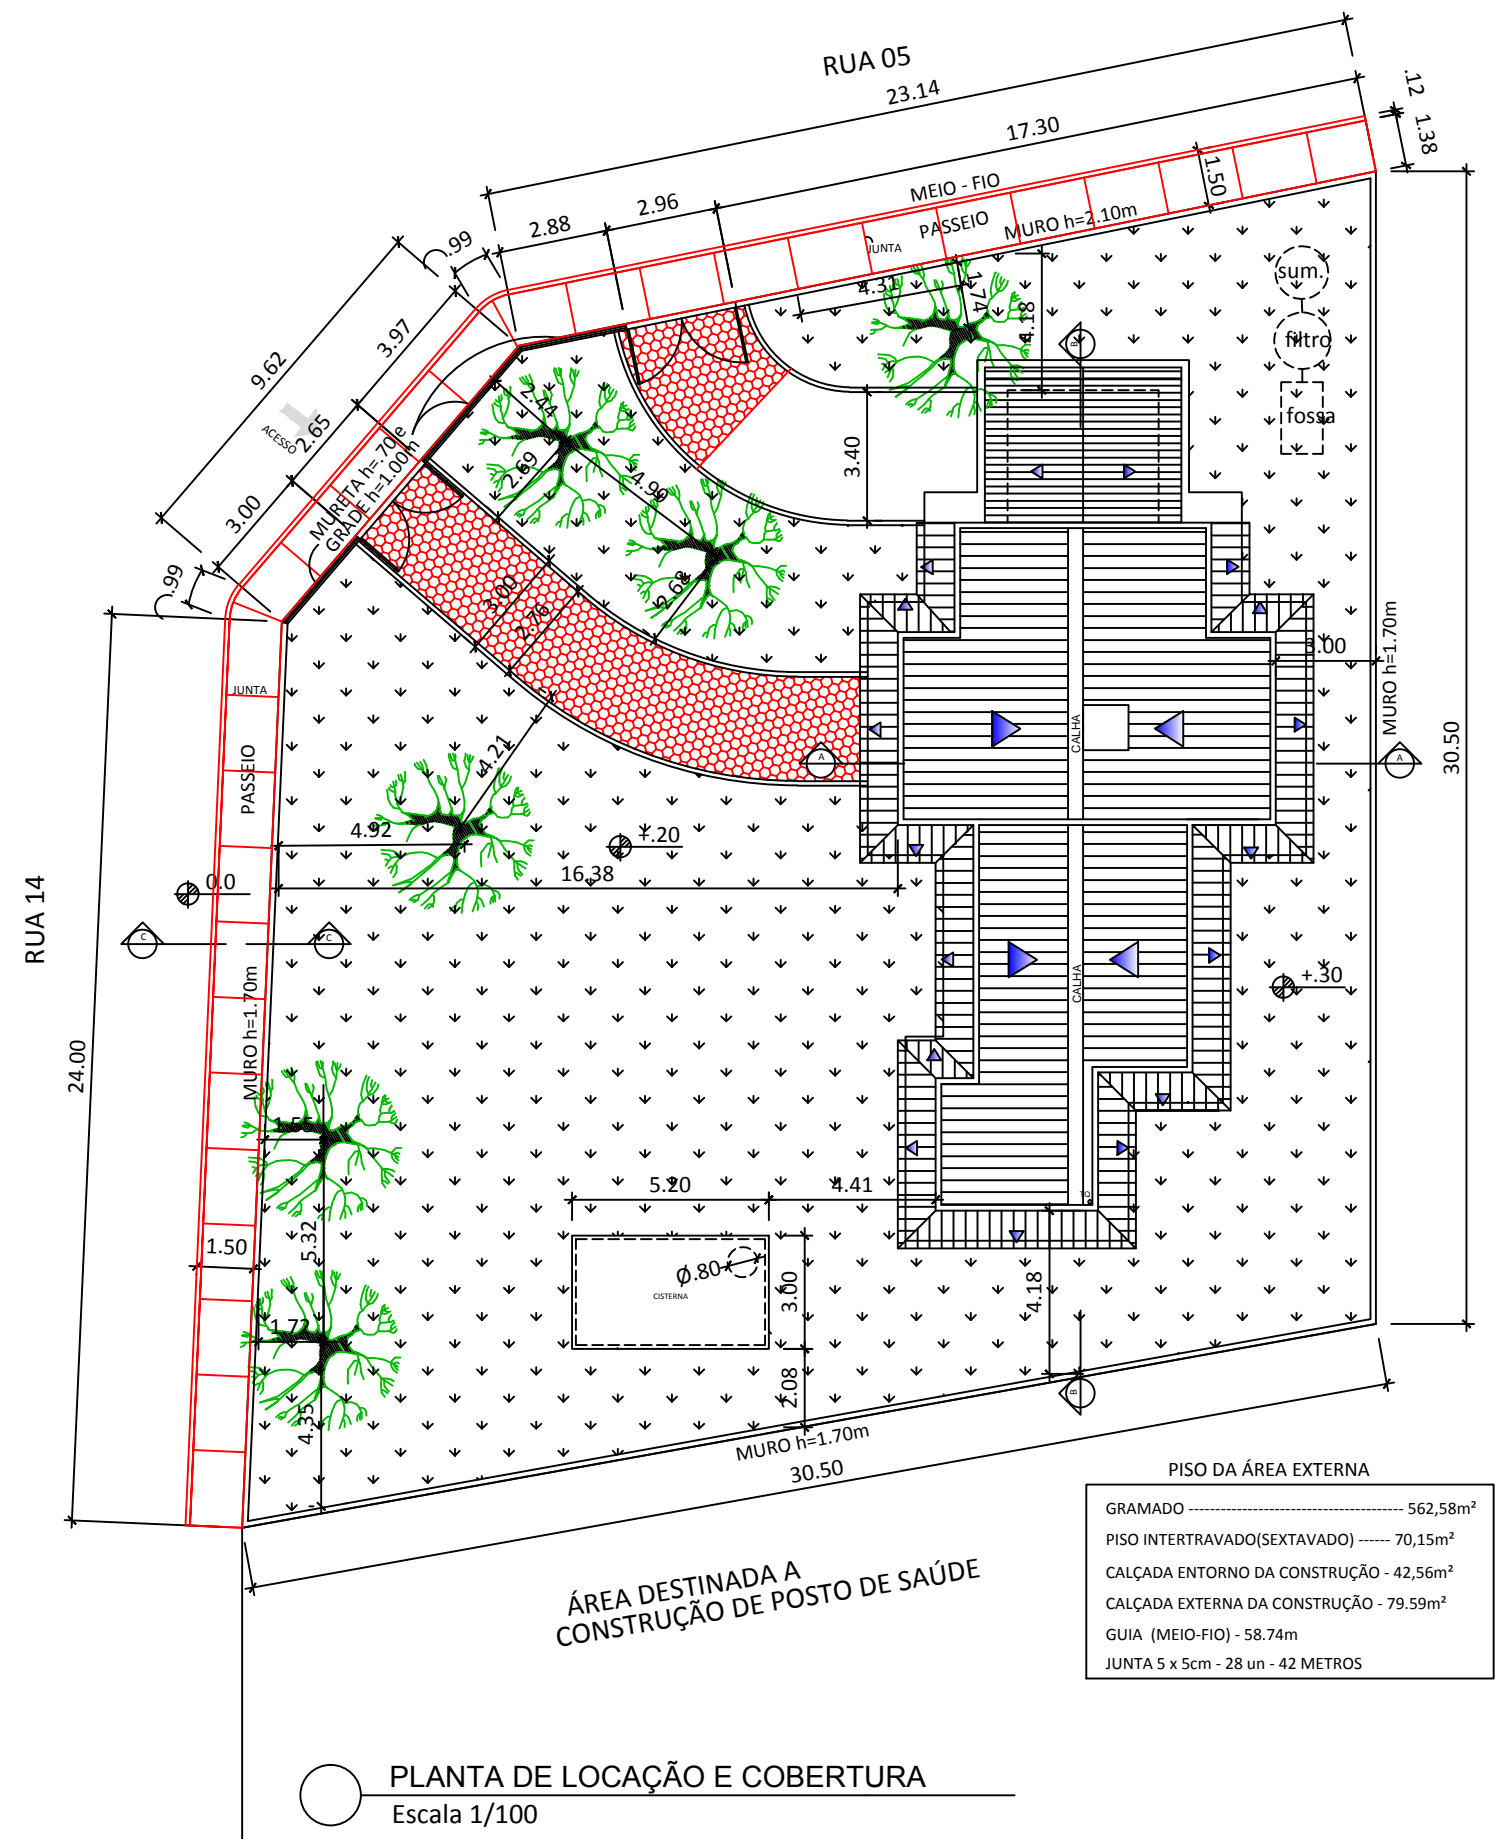 RUA 05
23.14
17.30
.12
1.38
2.96
2.88
.99
MEIO - FIO
PASSEIO
JUNTA
MURO h=2.10m
1.50
9.62
3.97
2.65
3.00
.99
ACESSO
MURETA h=.70 e
GRADE h=1.00m
4.31
1.74
4.18
B
sum.
filtro
fossa
2.44
2.69
4.90
3.40
3.00
2.76
2.68
3.00
MURO h=1.70m
30.50
JUNTA
PASSEIO
4.21
CALHA
A
A
4.92
+.20
16.38
RUA 14
0.0
C
C
CALHA
+.30
MURO h=1.70m
24.00
1.55
5.20
4.41
TQ
5.32
1.50
Ø.80
CISTERNA
3.00
4.18
1.72
4.35
2.08
B
MURO h=1.70m
30.50
ÁREA DESTINADA A
CONSTRUÇÃO DE POSTO DE SAÚDE
PISO DA ÁREA EXTERNA
GRAMADO --------------------------------------- 562,58m²
PISO INTERTRAVADO(SEXTAVADO) ------ 70,15m²
CALÇADA ENTORNO DA CONSTRUÇÃO - 42,56m²
CALÇADA EXTERNA DA CONSTRUÇÃO - 79.59m²
GUIA (MEIO-FIO) - 58.74m
JUNTA 5 x 5cm - 28 un - 42 METROS
PLANTA DE LOCAÇÃO E COBERTURA
Escala 1/100